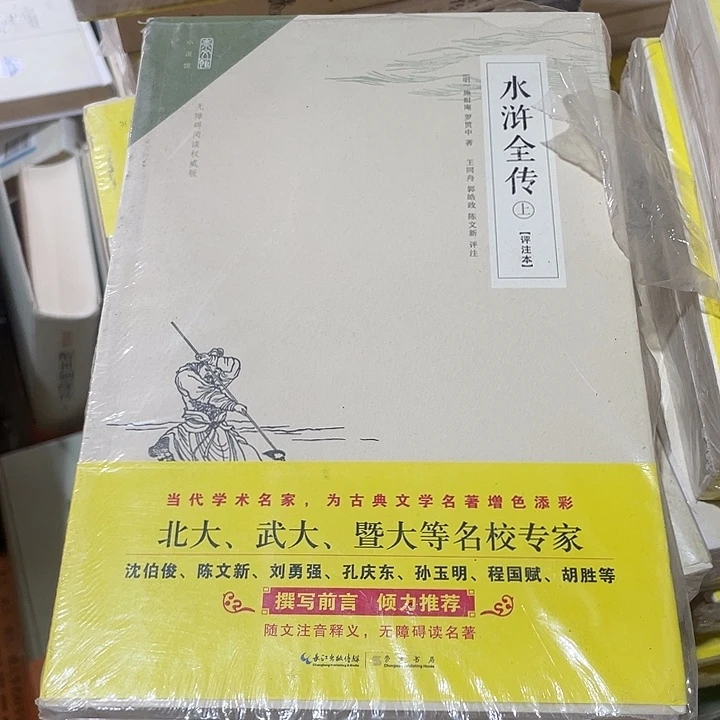 小说馆
崇文馆
无障碍阅读权威版
水浒全传 上
【评注本】
[明] 施耐庵 罗贯中 著
王同舟 郭皓政 陈文新 评注
当代学术名家，为古典文学名著增色添彩
北大、武大、暨大等名校专家
沈伯俊、陈文新、刘勇强、孔庆东、孙玉明、程国赋、胡胜等
撰写前言 倾力推荐
随文注音释义，无障碍读名著
长江出版传媒
崇文书局